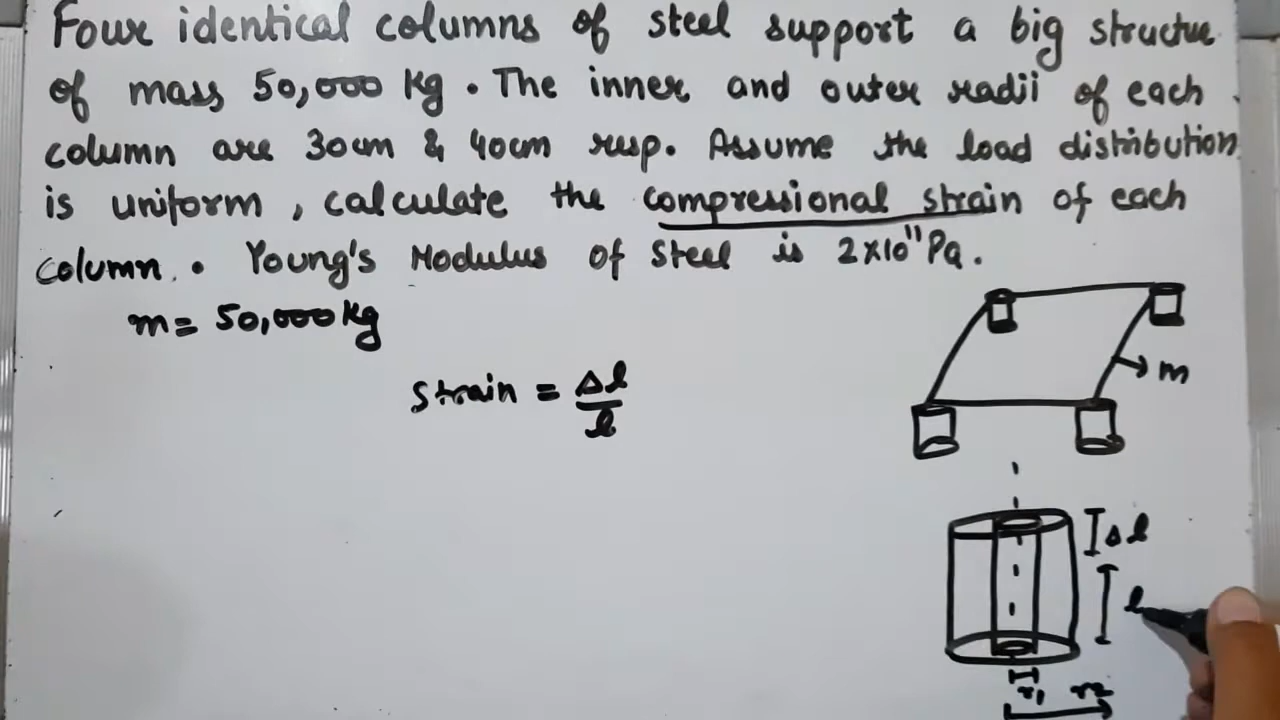 Four identical columns of steel support a big structure
of mass 50,000 Kg. The inner and outer radii of each
column are 30cm & 40cm resp. Assume the load distribution
is uniform, calculate the compressional strain of each
column. Young's Modulus of Steel is 2×10¹¹ Pa.
m = 50,000 kg
Strain = Δl/l
m
Δl
l
r₁ r₂